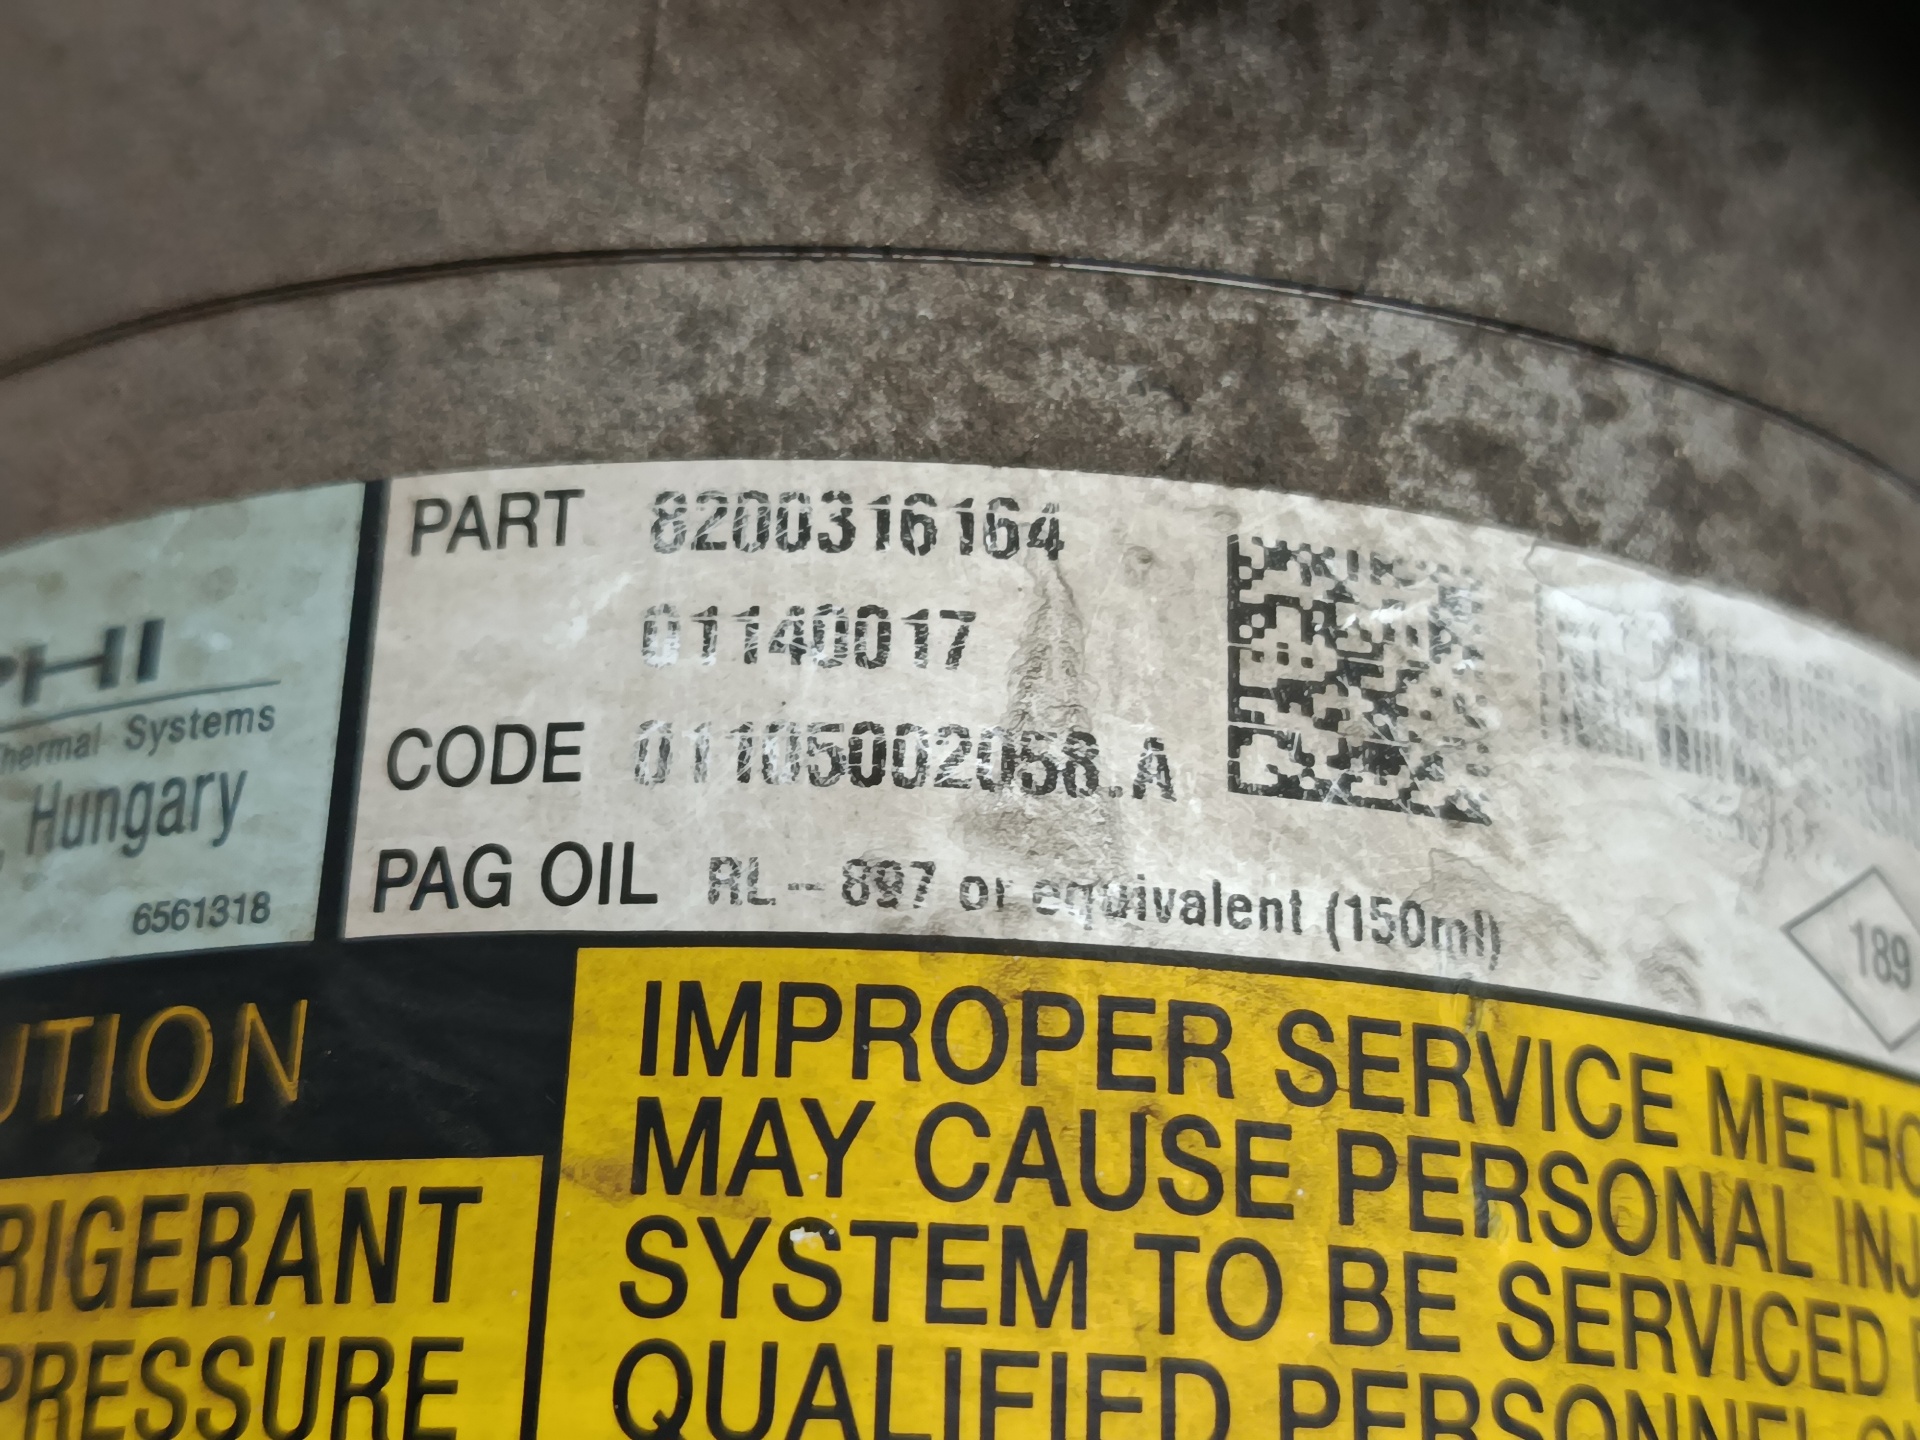 PHI
Thermal Systems
, Hungary
6561318
PART 8200316164
01140017
CODE 01105002058.A
PAG OIL RL-897 or equivalent (150ml)
189
UTION
RIGERANT
PRESSURE
IMPROPER SERVICE METHO
MAY CAUSE PERSONAL INJ
SYSTEM TO BE SERVICED
QUALIFIED PERSONNEL